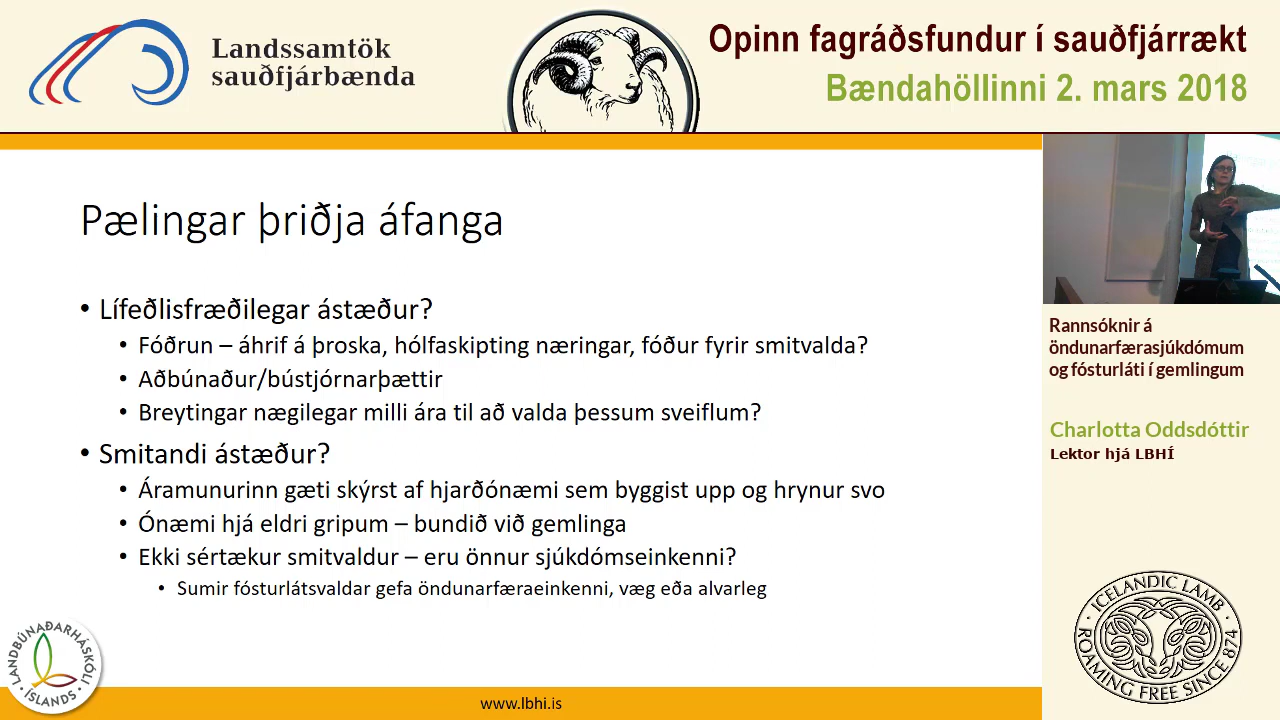 Landssamtök
sauðfjárbænda
Opinn fagráðsfundur í sauðfjárrækt
Bændahöllinni 2. mars 2018
Pælingar þriðja áfanga
• Lífeðlisfræðilegar ástæður?
• Fóðrun – áhrif á þroska, hólfaskipting næringar, fóður fyrir smitvalda?
• Aðbúnaður/bústjórnarþættir
• Breytingar nægilegar milli ára til að valda þessum sveiflum?
• Smitandi ástæður?
• Áramunurinn gæti skýrst af hjarðónæmi sem byggist upp og hrynur svo
• Ónæmi hjá eldri gripum – bundið við gemlinga
• Ekki sértækur smitvaldur – eru önnur sjúkdómseinkenni?
• Sumir fósturlátsvaldar gefa öndunarfæraeinkenni, væg eða alvarleg
Rannsóknir á
öndunarfærasjúkdómum
og fósturláti í gemlingum
Charlotta Oddsdóttir
Lektor hjá LBHÍ
• ICELANDIC LAMB •
ROAMING FREE SINCE 874
LANDBÚNAÐARHÁSKÓLI
• ÍSLANDS •
www.lbhi.is